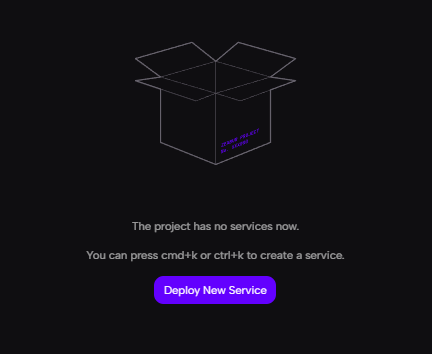 The project has no services now.
You can press cmd+k or ctrl+k to create a service.
Deploy New Service